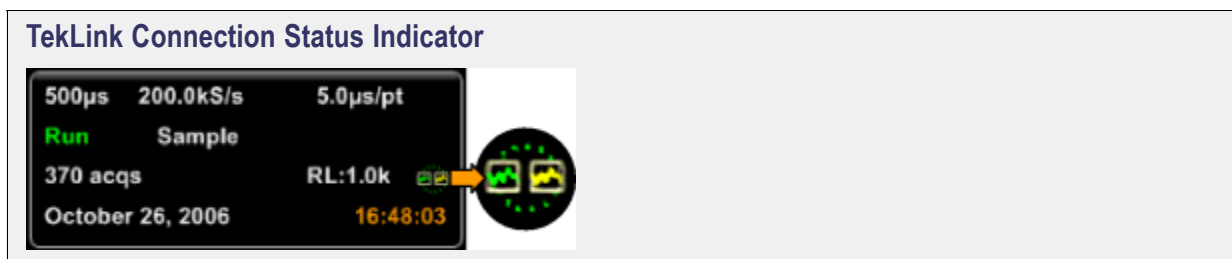 TekLink Connection Status Indicator
500µs 200.0kS/s 5.0µs/pt
Run Sample
370 acqs RL:1.0k
October 26, 2006 16:48:03